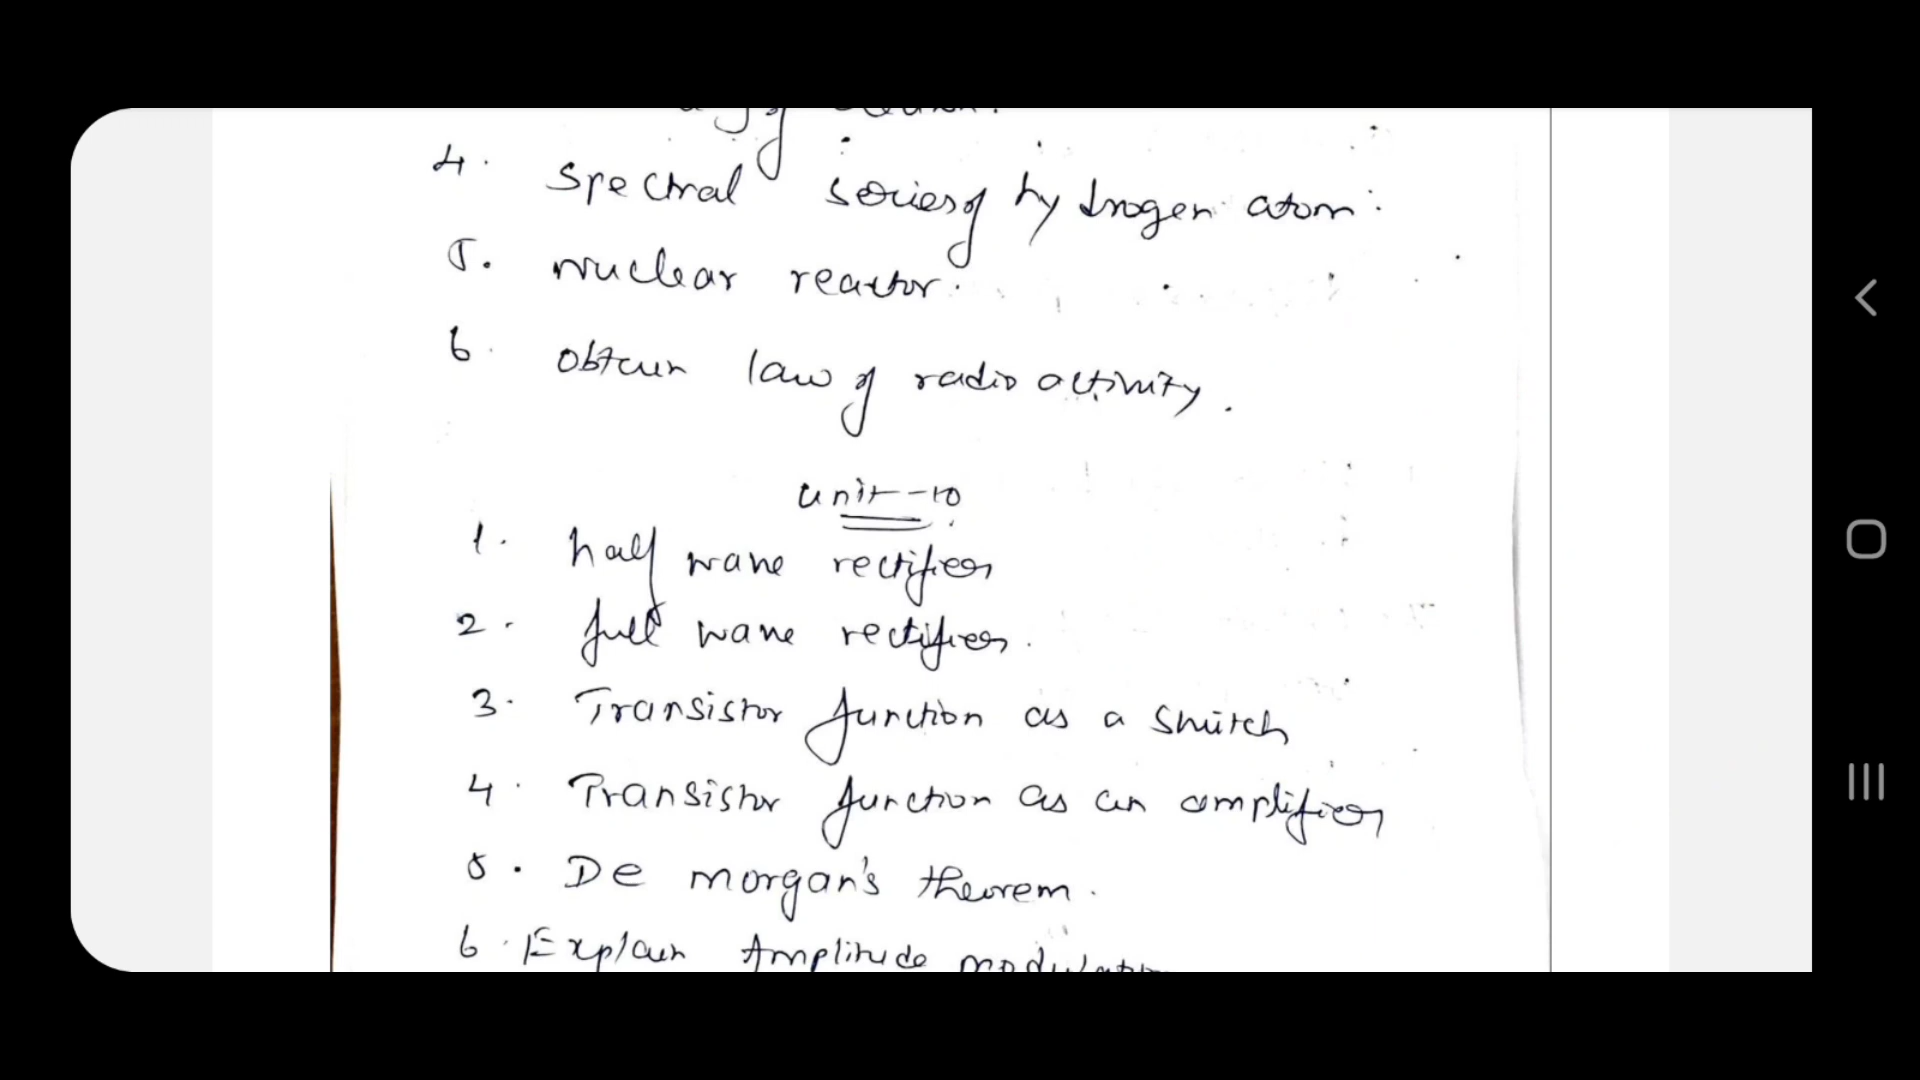 4. Spectral series of hydrogen atom.
5. Nuclear reactor.
6. Obtain law of radio activity.
Unit-10
1. half wave rectifier
2. full wave rectifier.
3. Transistor function as a switch
4. Transistor function as an amplifier
5. De morgan's theorem.
6. Explain Amplitude modulation